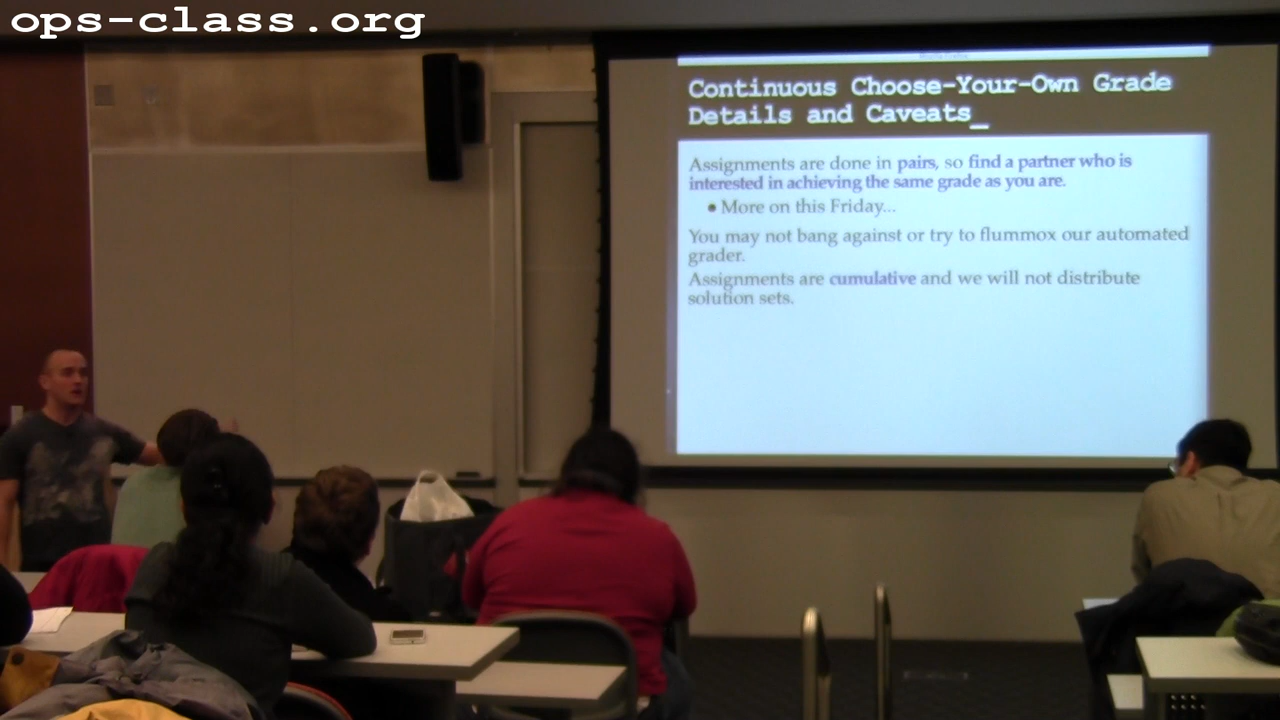 ops-class.org
Continuous Choose-Your-Own Grade
Details and Caveats_
Assignments are done in pairs, so find a partner who is
interested in achieving the same grade as you are.
• More on this Friday...
You may not bang against or try to flummox our automated
grader.
Assignments are cumulative and we will not distribute
solution sets.